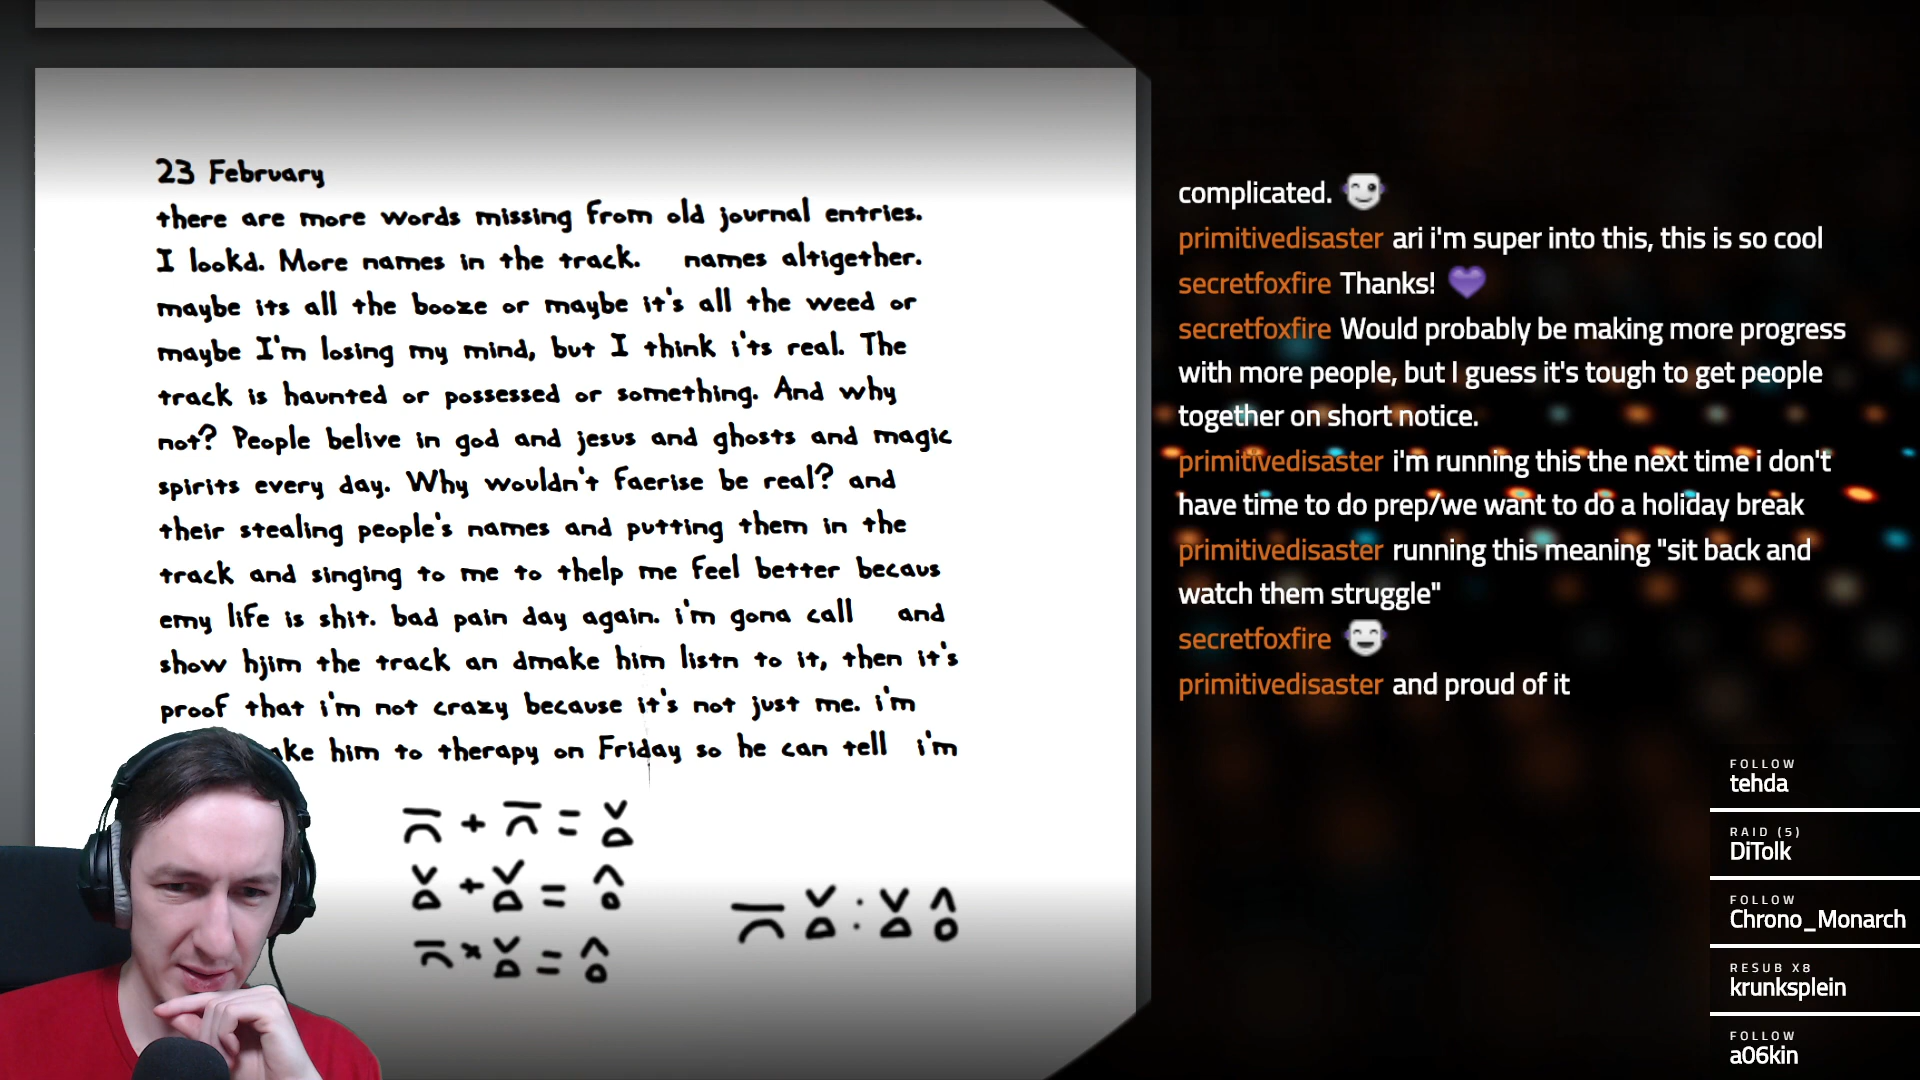 23 February
there are more words missing from old journal entries.
I lookd. More names in the track. names altigether.
maybe its all the booze or maybe it's all the weed or
maybe I'm losing my mind, but I think i'ts real. The
track is haunted or possessed or something. And why
not? People belive in god and jesus and ghosts and magic
spirits every day. Why wouldn't faerise be real? and
their stealing people's names and putting them in the
track and singing to me to thelp me feel better becaus
emy life is shit. bad pain day again. i'm gona call and
show hjim the track an dmake him listn to it, then it's
proof that i'm not crazy because it's not just me. i'm
him to therapy on Friday so he can tell i'm
complicated.
primitivedisaster ari i'm super into this, this is so cool
secretfoxfire Thanks!
secretfoxfire Would probably be making more progress
with more people, but I guess it's tough to get people
together on short notice.
primitivedisaster i'm running this the next time i don't
have time to do prep/we want to do a holiday break
primitivedisaster running this meaning "sit back and
watch them struggle"
secretfoxfire
primitivedisaster and proud of it
FOLLOW
tehda
RAID (5)
DiTolk
FOLLOW
Chrono_Monarch
RESUB X8
krunksplein
FOLLOW
a06kin